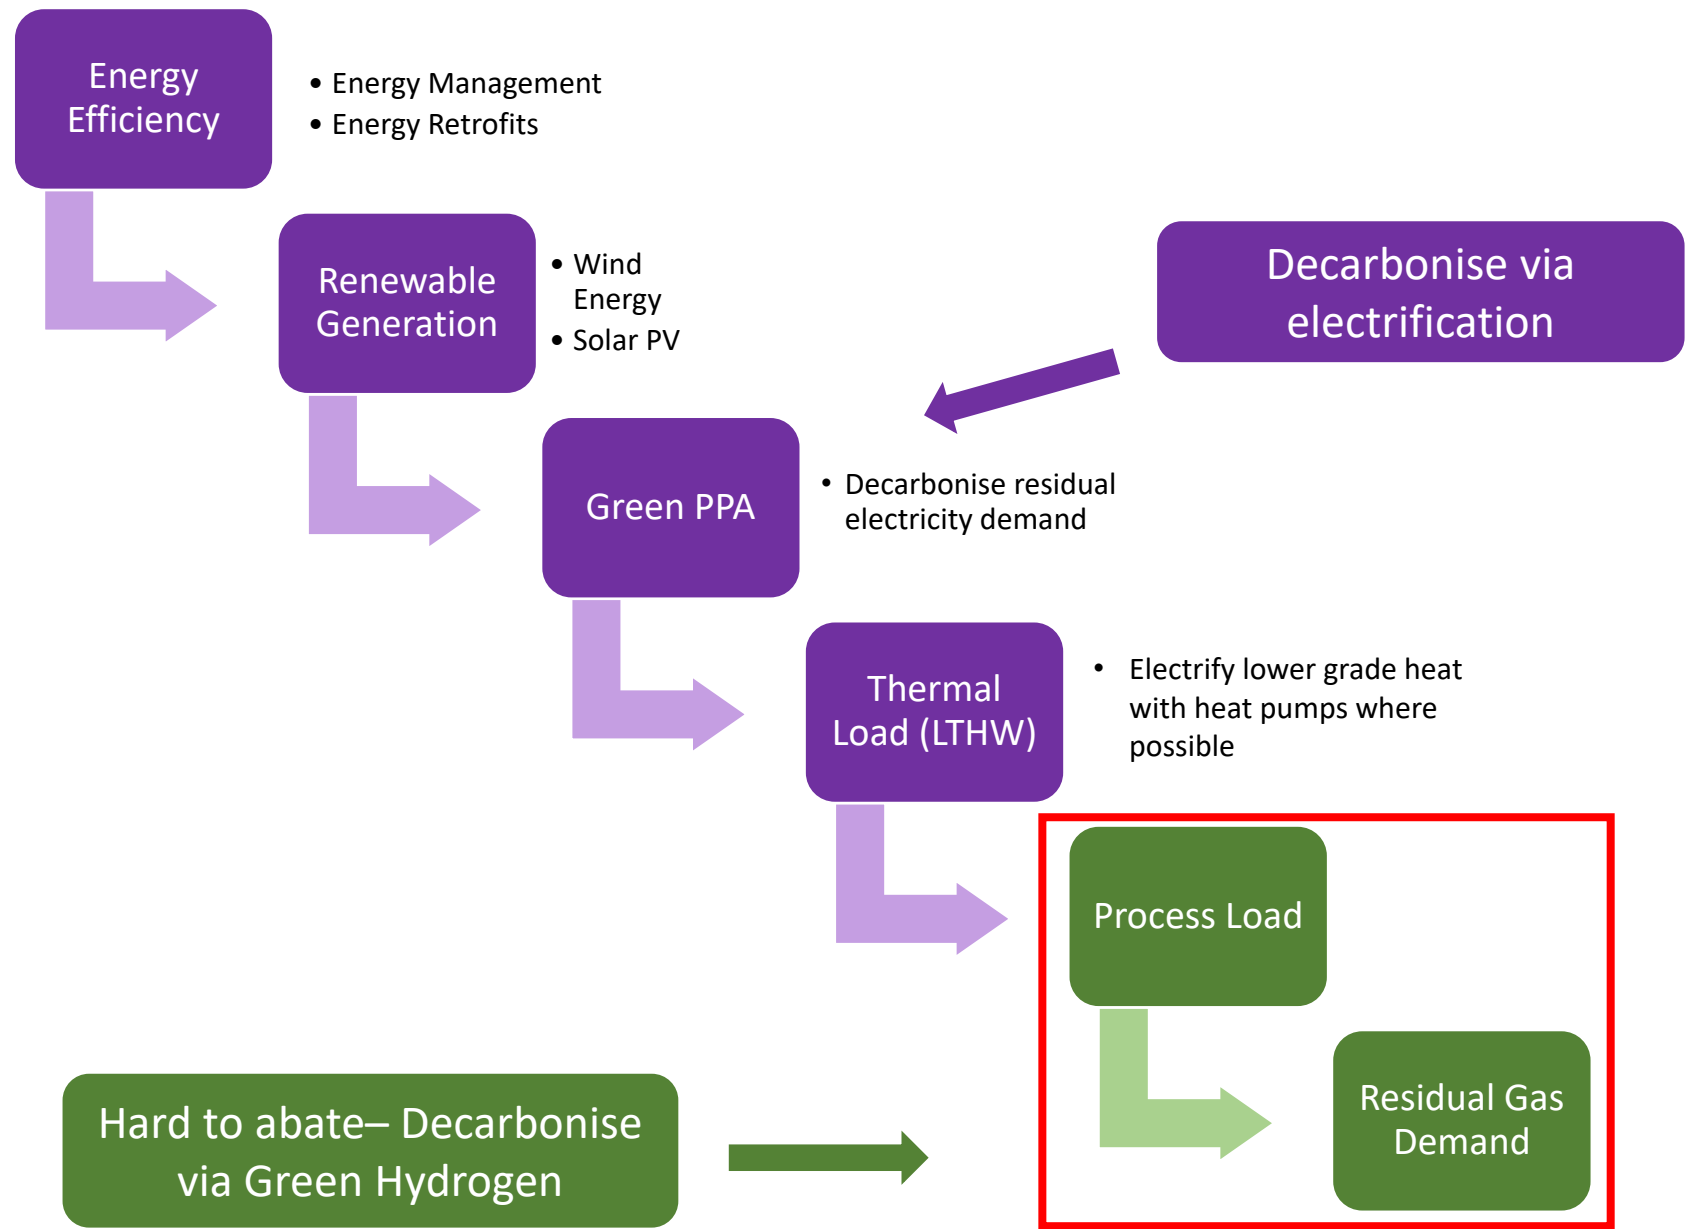 Energy
Efficiency
• Energy Management
• Energy Retrofits
Renewable
Generation
• Wind
Energy
• Solar PV
Decarbonise via
electrification
Green PPA
• Decarbonise residual
electricity demand
Thermal
Load (LTHW)
• Electrify lower grade heat
with heat pumps where
possible
Process Load
Residual Gas
Demand
Hard to abate– Decarbonise
via Green Hydrogen